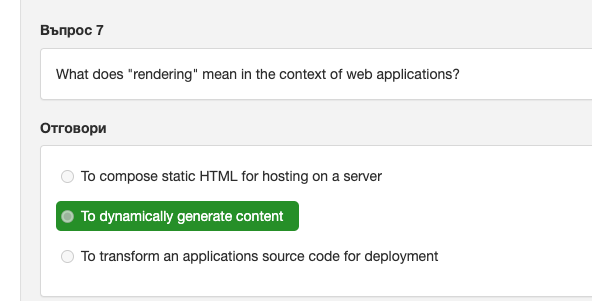 Въпрос 7
What does "rendering" mean in the context of web applications?
Отговори
To compose static HTML for hosting on a server
To dynamically generate content
To transform an applications source code for deployment